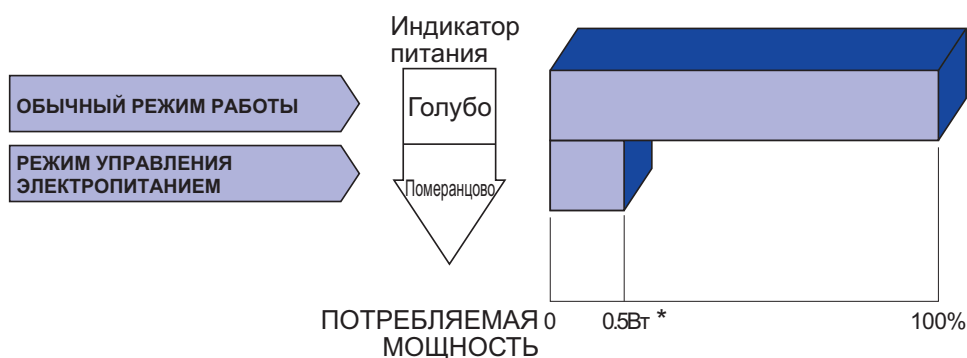 Индикатор
питания
ОБЫЧНЫЙ РЕЖИМ РАБОТЫ
Голубо
РЕЖИМ УПРАВЛЕНИЯ
ЭЛЕКТРОПИТАНИЕМ
Померанцово
ПОТРЕБЛЯЕМАЯ
МОЩНОСТЬ
0 0.5Вт * 100%